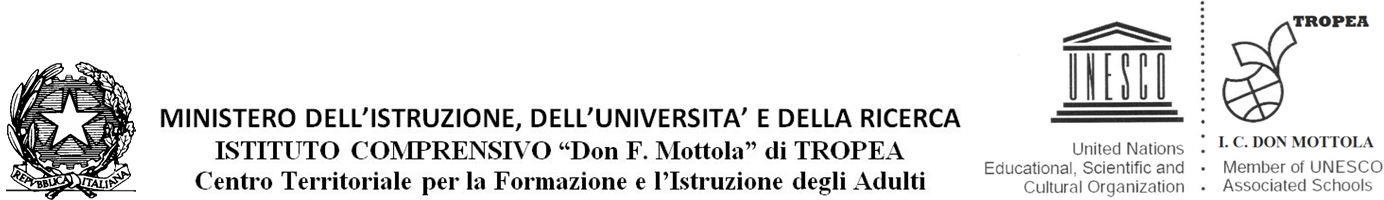 REPVBBLICA ITALIANA
MINISTERO DELL’ISTRUZIONE, DELL’UNIVERSITA’ E DELLA RICERCA
ISTITUTO COMPRENSIVO “Don F. Mottola” di TROPEA
Centro Territoriale per la Formazione e l’Istruzione degli Adulti
UNESCO
United Nations
Educational, Scientific and
Cultural Organization
TROPEA
I. C. DON MOTTOLA
Member of UNESCO
Associated Schools